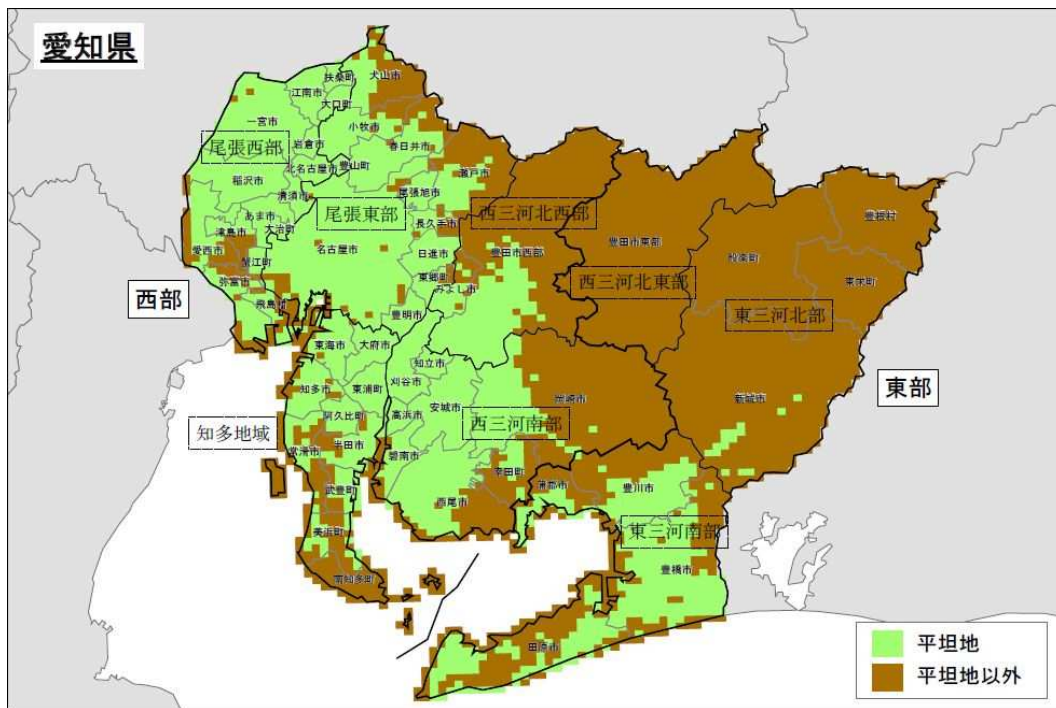 愛知県
扶桑町
犬山市
江南市
大口町
一宮市
小牧市
尾張西部
岩倉市
春日井市
北名古屋市
豊山町
瀬戸市
稲沢市
清須市
尾張旭市
あま市
尾張東部
長久手市
西三河北西部
豊根村
津島市
大治町
愛西市
名古屋市
日進市
豊田市西部
豊田市東部
設楽町
蟹江町
東郷町
みよし市
西三河北東部
東栄町
弥富市
西部
飛島村
豊明市
東三河北部
東海市
大府市
知立市
東部
知多市
東浦町
刈谷市
岡崎市
新城市
阿久比町
高浜市
安城市
西三河南部
知多地域
半田市
常滑市
碧南市
幸田町
蒲郡市
豊川市
武豊町
西尾市
美浜町
東三河南部
南知多町
豊橋市
田原市
平坦地
平坦地以外